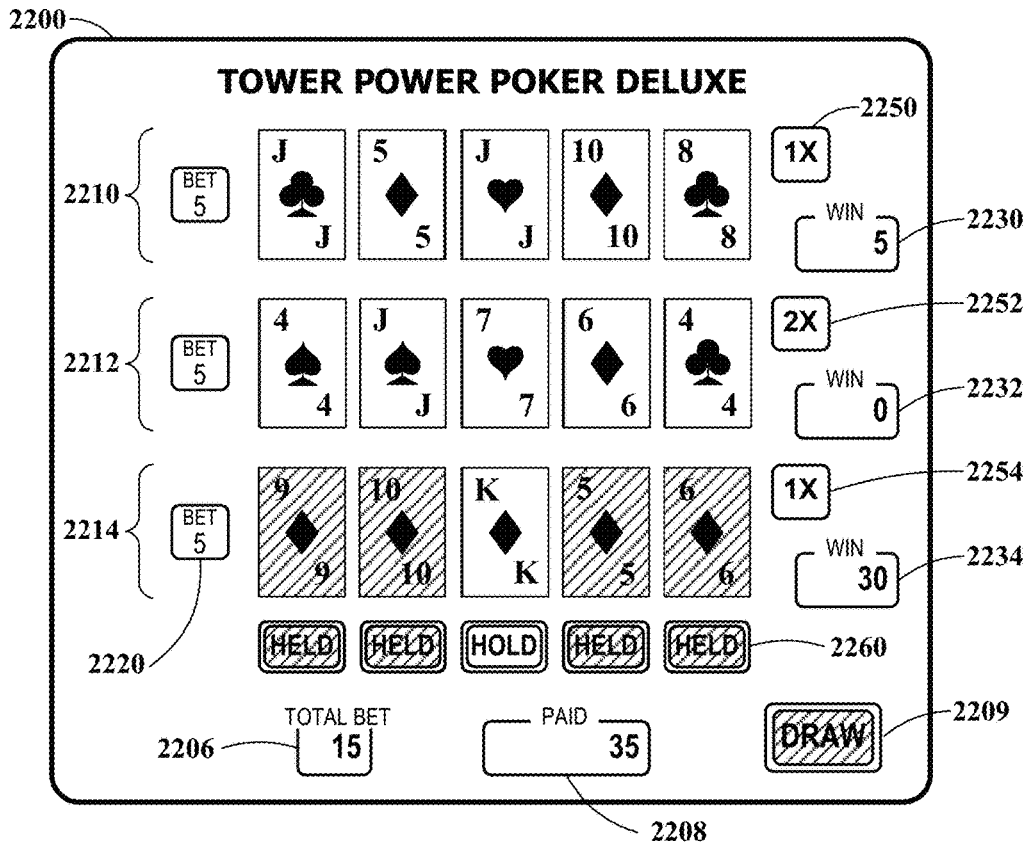 2200
TOWER POWER POKER DELUXE
2250
J 5 J 10 8 1X
2210 BET 5
WIN 5 2230
J 5 J 10 8
2252
4 J 7 6 4 2X
2212 BET 5
WIN 0 2232
4 J 7 6 4
2254
9 10 K 5 6 1X
2214 BET 5
WIN 30 2234
9 10 K 5 6
2220 HELD HELD HOLD HELD HELD 2260
TOTAL BET PAID 2209
2206 15 35 DRAW
2208